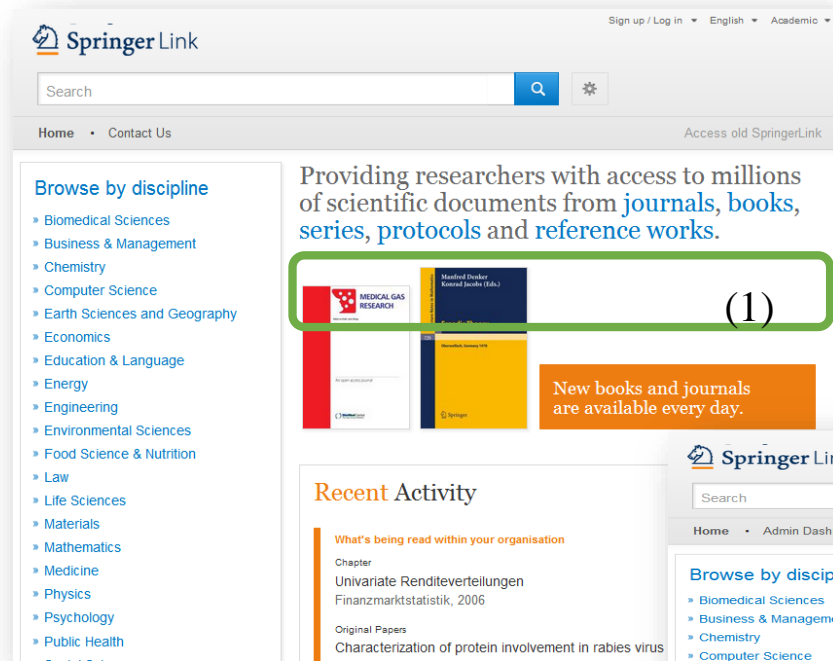 Sign up / Log in English Academic
Springer Link
Search
Home • Contact Us
Access old SpringerLink
Browse by discipline
» Biomedical Sciences
» Business & Management
» Chemistry
» Computer Science
» Earth Sciences and Geography
» Economics
» Education & Language
» Energy
» Engineering
» Environmental Sciences
» Food Science & Nutrition
» Law
» Life Sciences
» Materials
» Mathematics
» Medicine
» Physics
» Psychology
» Public Health
Providing researchers with access to millions
of scientific documents from journals, books,
series, protocols and reference works.
MEDICAL GAS
RESEARCH
An open access journal
Manfred Denker
Konrad Jacobs (Eds.)
Springer
(1)
New books and journals
are available every day.
Recent Activity
What's being read within your organisation
Chapter
Univariate Renditeverteilungen
Finanzmarktstatistik, 2006
Original Papers
Characterization of protein involvement in rabies virus
Springer Lin
Search
Home • Admin Dash
Browse by discip
» Biomedical Sciences
» Business & Manageme
» Chemistry
» Computer Science